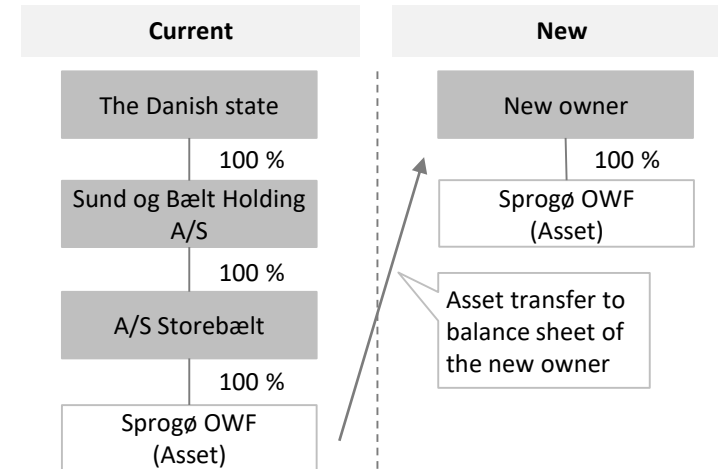 Current
The Danish state
100 %
Sund og Bælt Holding
A/S
100 %
A/S Storebælt
100 %
Sprogø OWF
(Asset)
New
New owner
100 %
Sprogø OWF
(Asset)
Asset transfer to
balance sheet of
the new owner